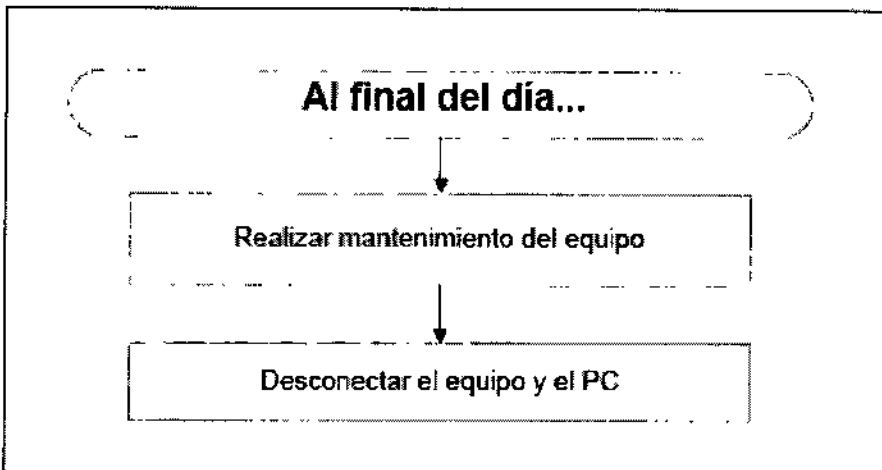 Al final del día...
Realizar mantenimiento del equipo
Desconectar el equipo y el PC